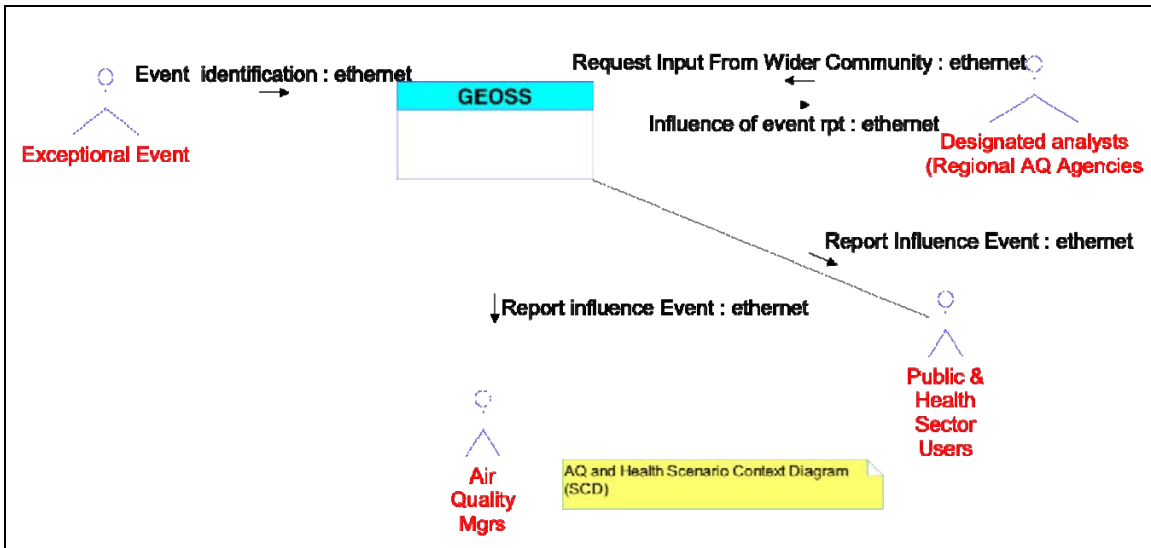 Event identification : ethernet
Request Input From Wider Community : ethernet
GEOSS
Influence of event rpt : ethernet
Exceptional Event
Designated analysts
(Regional AQ Agencies
Report Influence Event : ethernet
Report influence Event : ethernet
Public &
Health
Sector
Users
Air
Quality
Mgrs
AQ and Health Scenario Context Diagram
(SCD)